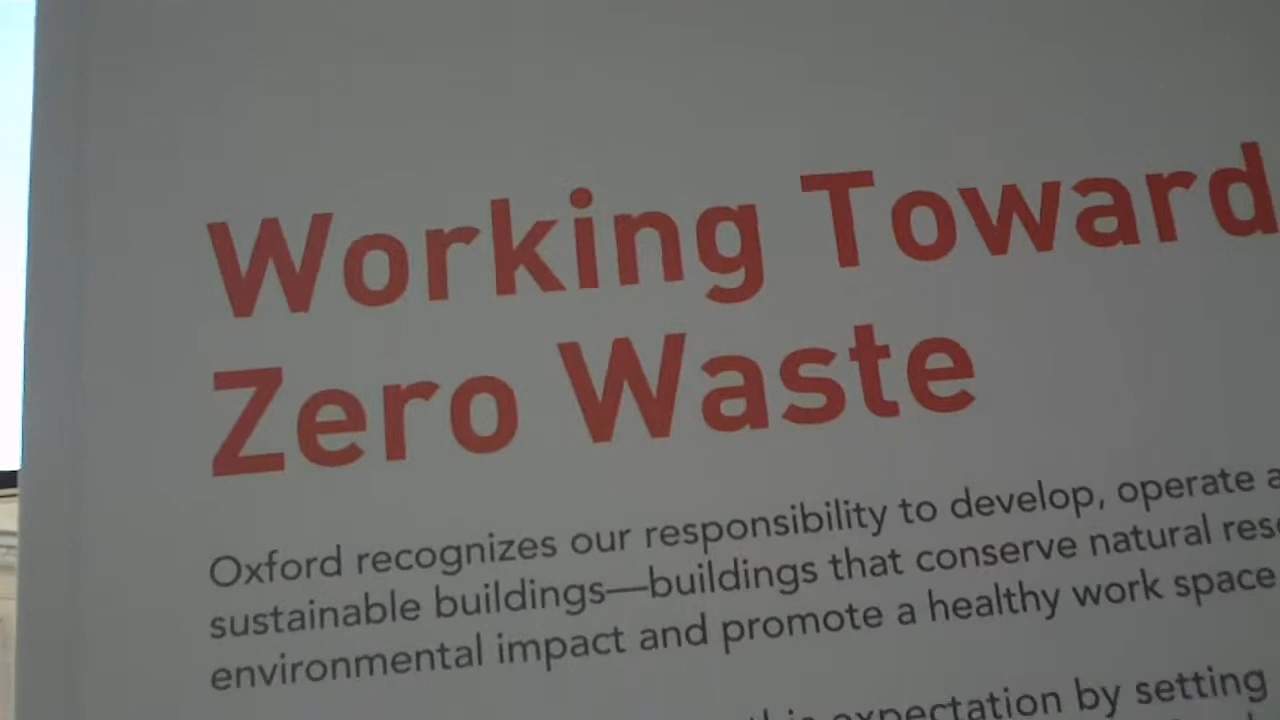 Working Toward
Zero Waste
Oxford recognizes our responsibility to develop, operate
sustainable buildings—buildings that conserve natural
environmental impact and promote a healthy work space
expectation by setting